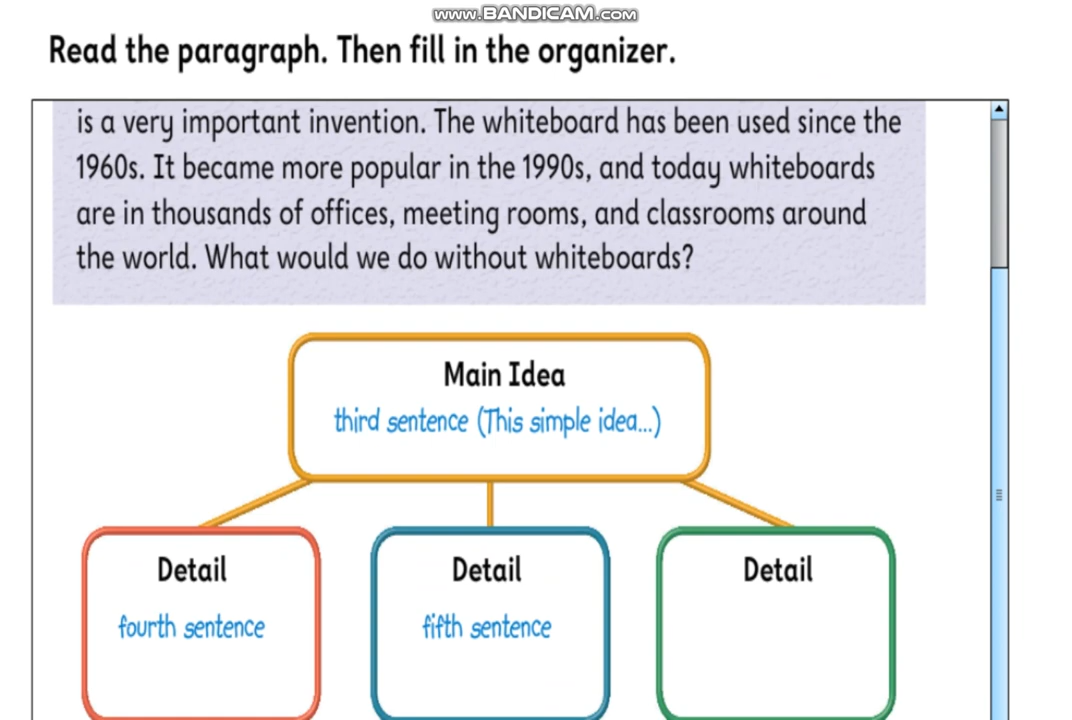 www.BANDICAM.com
Read the paragraph. Then fill in the organizer.
is a very important invention. The whiteboard has been used since the
1960s. It became more popular in the 1990s, and today whiteboards
are in thousands of offices, meeting rooms, and classrooms around
the world. What would we do without whiteboards?
Main Idea
third sentence (This simple idea...)
Detail
fourth sentence
Detail
fifth sentence
Detail